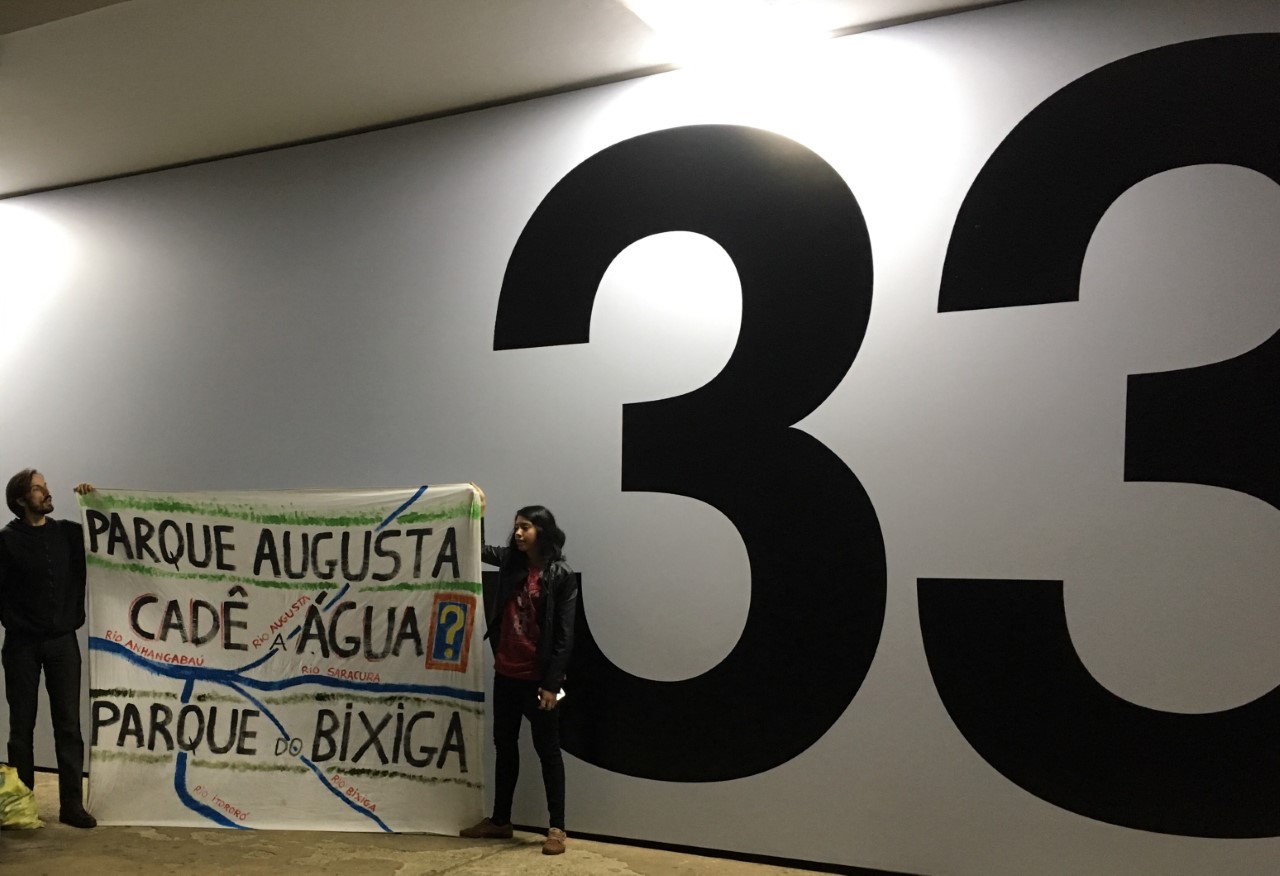 33
PARQUE AUGUSTA
CADÊ A ÁGUA?
RIO AUGUSTA
RIO ANHANGABAÚ
RIO SARACURA
PARQUE DO BIXIGA
RIO ITORORÓ
RIO BIXIGA